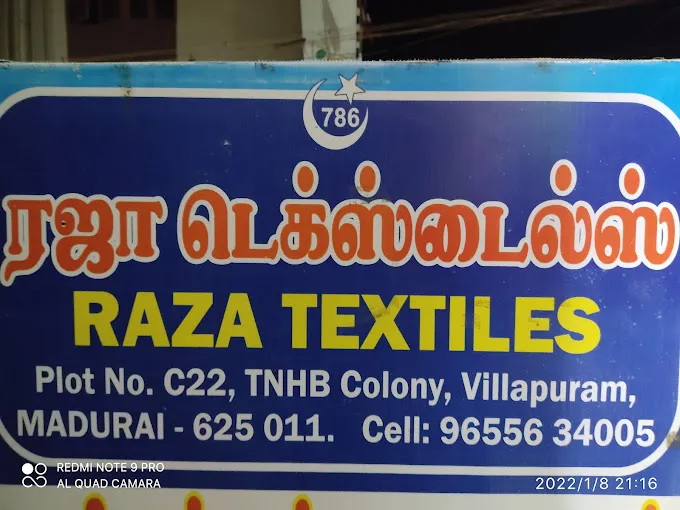 786
ரஜா டெக்ஸ்டைல்ஸ்
RAZA TEXTILES
Plot No. C22, TNHB Colony, Villapuram,
MADURAI - 625 011. Cell: 96556 34005
REDMI NOTE 9 PRO
AI QUAD CAMERA
2022/1/8 21:16